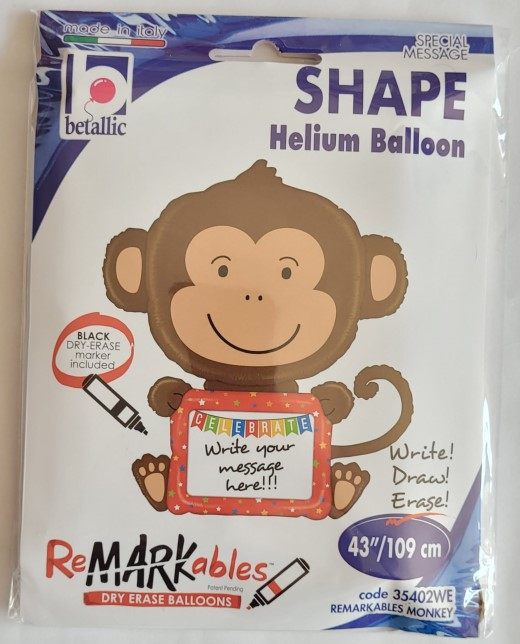 made in Italy
SPECIAL
MESSAGE
betallic
SHAPE
Helium Balloon
BLACK
DRY-ERASE
marker
included
CELEBRATE
Write your
message
here!!!
Write!
Draw!
Erase!
43"/109 cm
ReMARKables™
Patent Pending
DRY ERASE BALLOONS
code 35402WE
REMARKABLES MONKEY